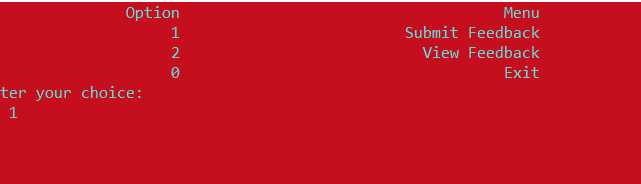 Option Menu
1 Submit Feedback
2 View Feedback
0 Exit
ter your choice:
1